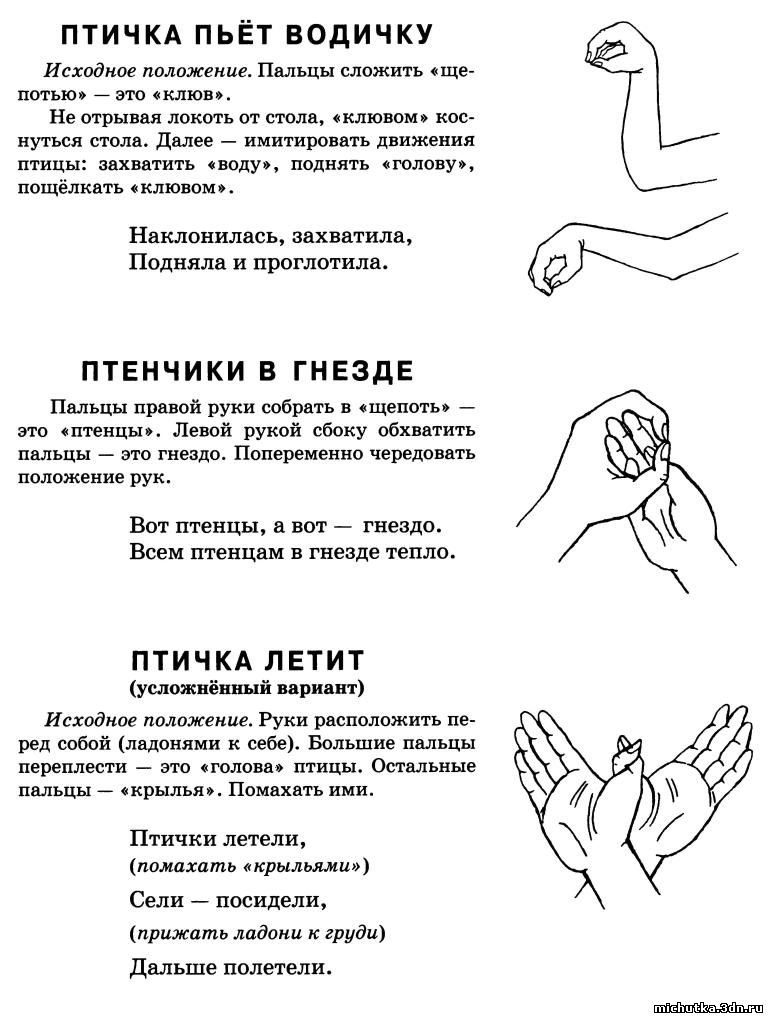 ПТИЧКА ПЬЁТ ВОДИЧКУ
Исходное положение. Пальцы сложить «ще-
потью» — это «клюв».
Не отрывая локоть от стола, «клювом» кос-
нуться стола. Далее — имитировать движения
птицы: захватить «воду», поднять «голову»,
пощёлкать «клювом».
Наклонилась, захватила,
Подняла и проглотила.
ПТЕНЧИКИ В ГНЕЗДЕ
Пальцы правой руки собрать в «щепоть» —
это «птенцы». Левой рукой сбоку обхватить
пальцы — это гнездо. Попеременно чередовать
положение рук.
Вот птенцы, а вот — гнездо.
Всем птенцам в гнезде тепло.
ПТИЧКА ЛЕТИТ
(усложнённый вариант)
Исходное положение. Руки расположить пе-
ред собой (ладонями к себе). Большие пальцы
переплести — это «голова» птицы. Остальные
пальцы — «крылья». Помахать ими.
Птички летели,
(помахать «крыльями»)
Сели — посидели,
(прижать ладони к груди)
Дальше полетели.
michutka.3dn.ru